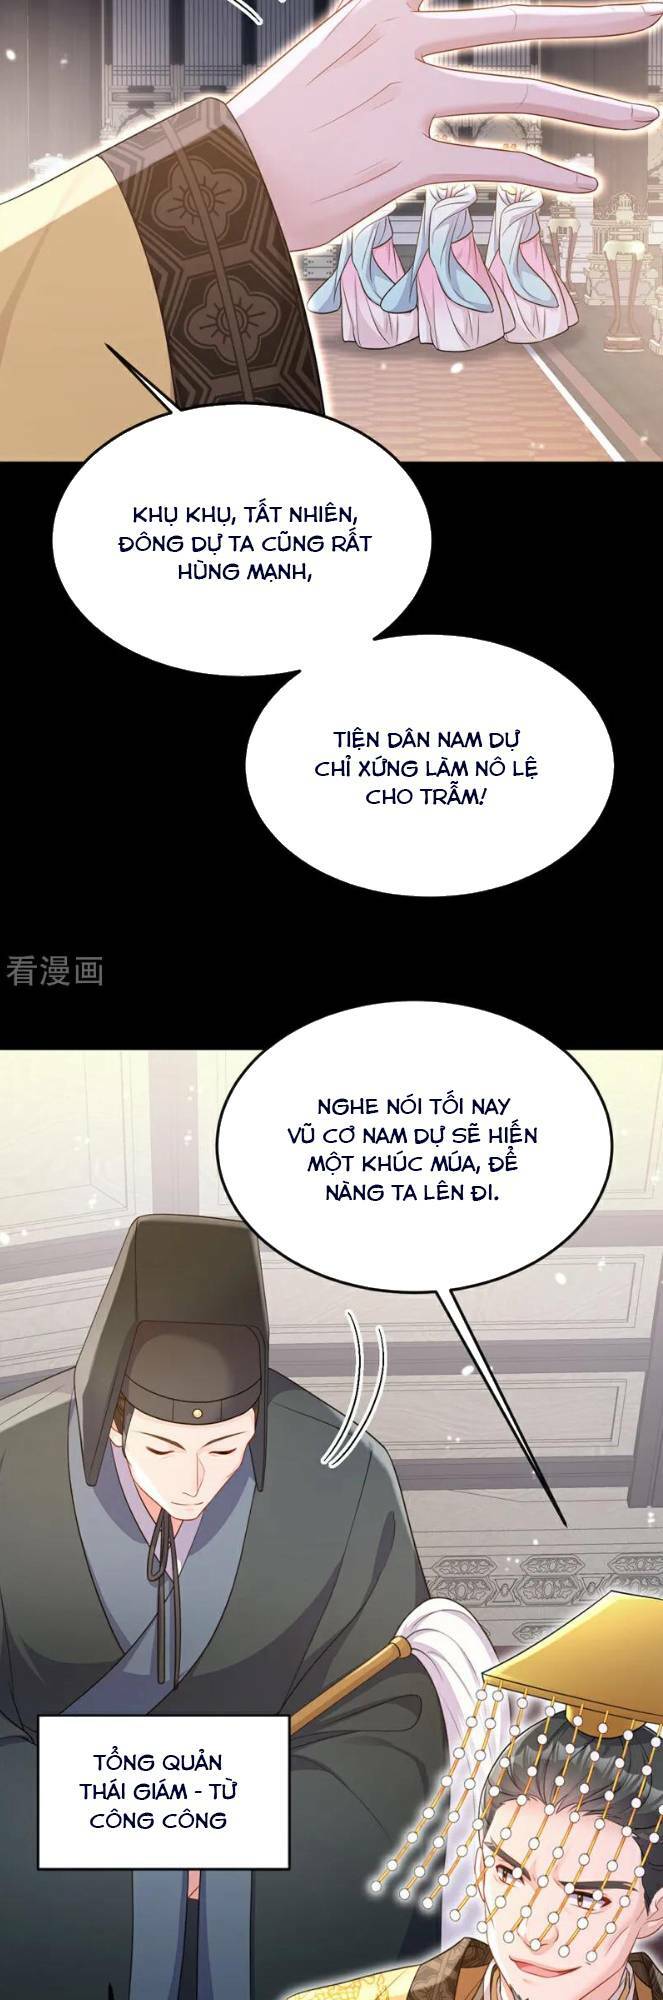 KHỤ KHỤ, TẤT NHIÊN,
ĐÔNG DỰ TA CŨNG RẤT
HÙNG MẠNH,
TIỆN DÂN NAM DỰ
CHỈ XỨNG LÀM NÔ LỆ
CHO TRẪM!
看漫画
NGHE NÓI TỐI NAY
VŨ CƠ NAM DỰ SẼ HIẾN
MỘT KHÚC MÚA, ĐỂ
NÀNG TA LÊN ĐI.
TỔNG QUẢN
THÁI GIÁM - TỪ
CÔNG CÔNG